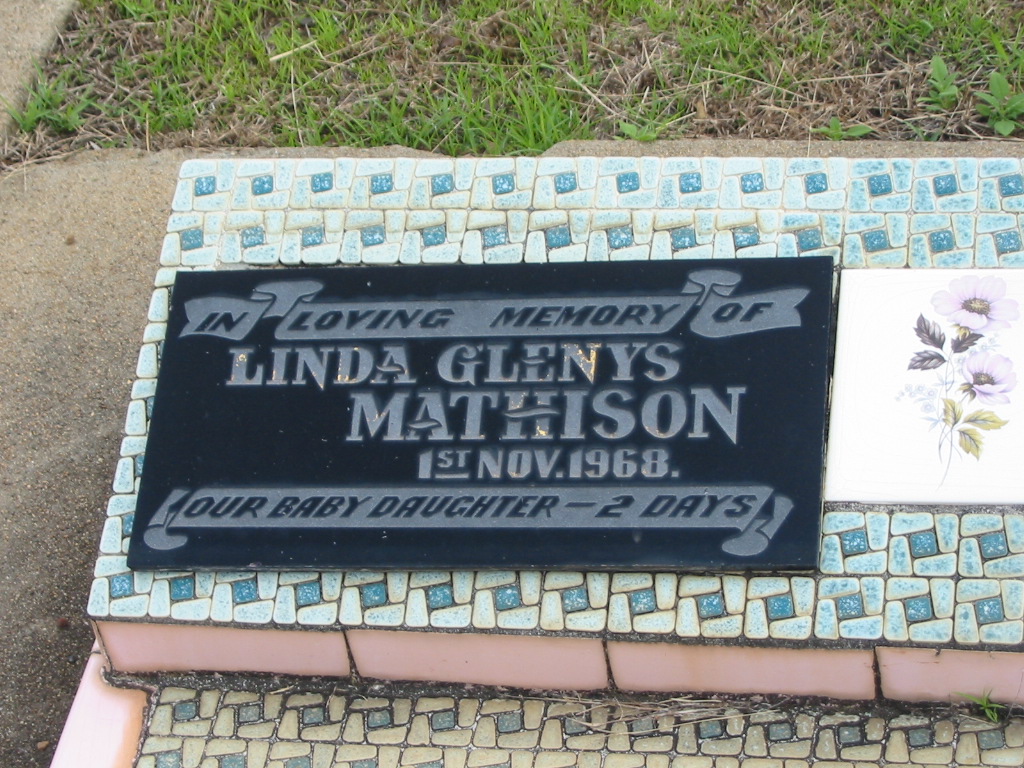 IN LOVING MEMORY OF
LINDA GLENYS
MATHISON
1ST NOV. 1968.
OUR BABY DAUGHTER - 2 DAYS